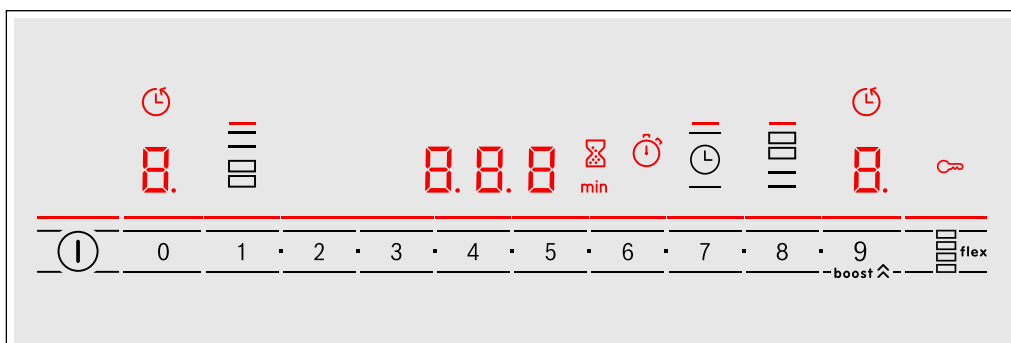 8. 8.8.8 8.
min
0 1 · 2 · 3 · 4 · 5 · 6 · 7 · 8 · 9 flex
boost